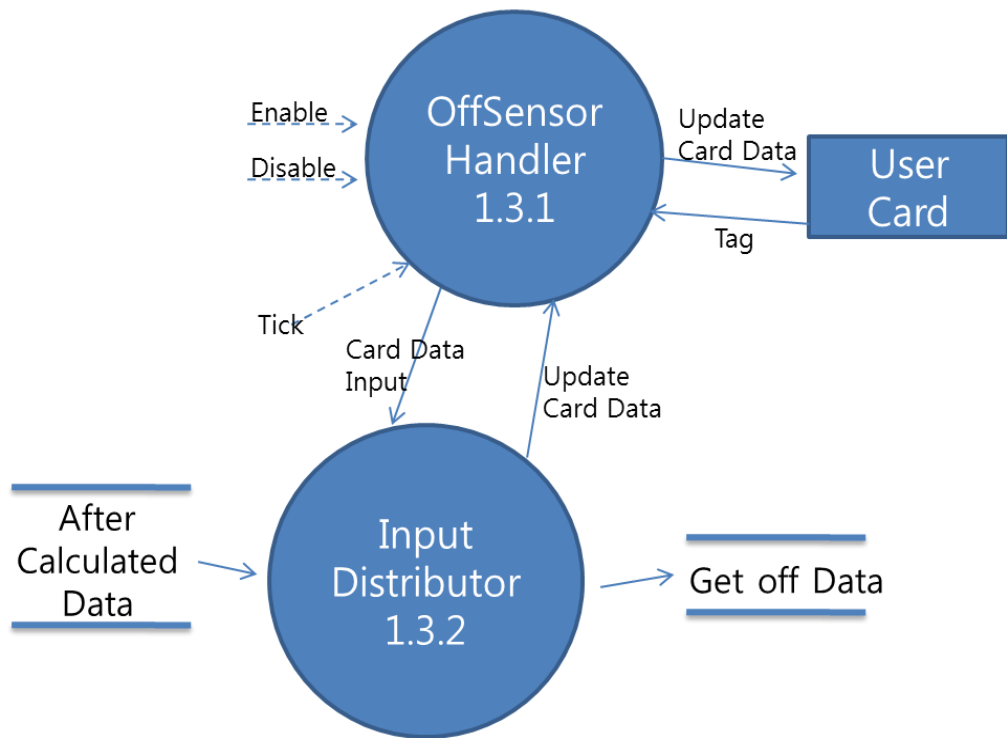 Enable
Disable
Tick
OffSensor
Handler
1.3.1
Update
Card Data
User
Card
Tag
Card Data
Input
Update
Card Data
After
Calculated
Data
Input
Distributor
1.3.2
Get off Data